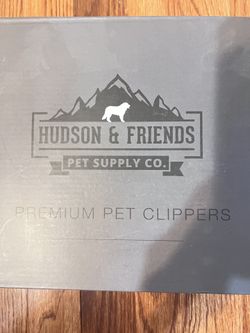 HUDSON & FRIENDS
PET SUPPLY CO.
PREMIUM PET CLIPPERS